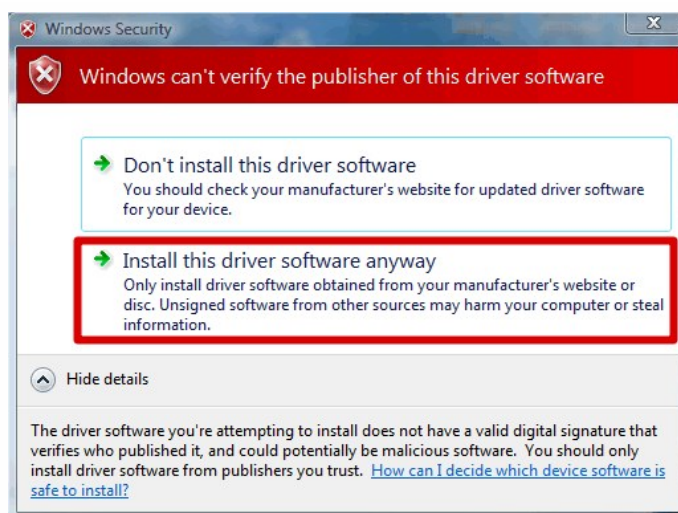 Windows Security
Windows can't verify the publisher of this driver software
Don't install this driver software
You should check your manufacturer's website for updated driver software
for your device.
Install this driver software anyway
Only install driver software obtained from your manufacturer's website or
disc. Unsigned software from other sources may harm your computer or steal
information.
Hide details
The driver software you're attempting to install does not have a valid digital signature that
verifies who published it, and could potentially be malicious software.  You should only
install driver software from publishers you trust.  How can I decide which device software is
safe to install?